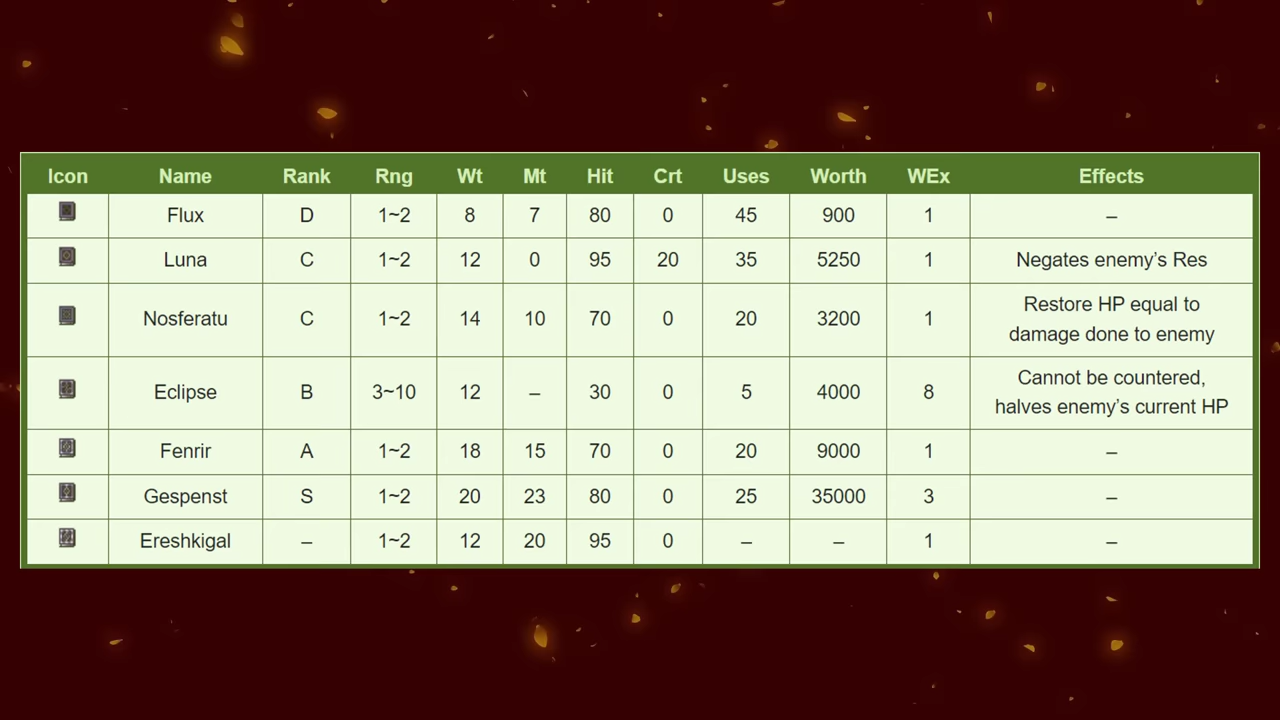 Icon Name Rank Rng Wt Mt Hit Crt Uses Worth WEx Effects
Flux D 1~2 8 7 80 0 45 900 1 –
Luna C 1~2 12 0 95 20 35 5250 1 Negates enemy’s Res
Nosferatu C 1~2 14 10 70 0 20 3200 1 Restore HP equal to
damage done to enemy
Eclipse B 3~10 12 – 30 0 5 4000 8 Cannot be countered,
halves enemy’s current HP
Fenrir A 1~2 18 15 70 0 20 9000 1 –
Gespenst S 1~2 20 23 80 0 25 35000 3 –
Ereshkigal – 1~2 12 20 95 0 – – 1 –